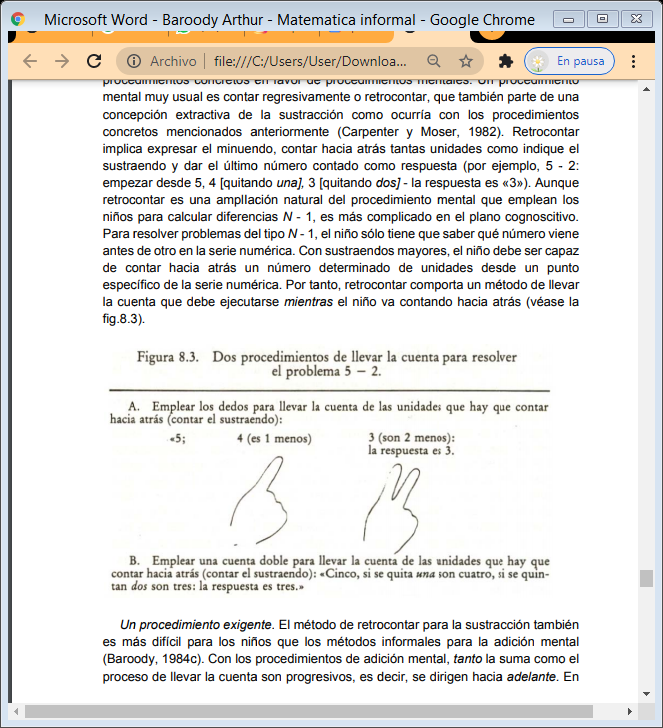 Microsoft Word - Baroody Arthur - Matematica informal - Google Chrome
Archivo | file:///C:/Users/User/Downloa... En pausa
procedimientos concretos en favor de procedimientos mentales. Un procedimiento
mental muy usual es contar regresivamente o retrocontar, que también parte de una
concepción extractiva de la sustracción como ocurría con los procedimientos
concretos mencionados anteriormente (Carpenter y Moser, 1982). Retrocontar
implica expresar el minuendo, contar hacia atrás tantas unidades como indique el
sustraendo y dar el último número contado como respuesta (por ejemplo, 5 - 2:
empezar desde 5, 4 [quitando una], 3 [quitando dos] - la respuesta es «3»). Aunque
retrocontar es una ampliación natural del procedimiento mental que emplean los
niños para calcular diferencias N - 1, es más complicado en el plano cognoscitivo.
Para resolver problemas del tipo N - 1, el niño sólo tiene que saber qué número viene
antes de otro en la serie numérica. Con sustraendos mayores, el niño debe ser capaz
de contar hacia atrás un número determinado de unidades desde un punto
específico de la serie numérica. Por tanto, retrocontar comporta un método de llevar
la cuenta que debe ejecutarse mientras el niño va contando hacia atrás (véase la
fig.8.3).
Figura 8.3. Dos procedimientos de llevar la cuenta para resolver
el problema 5 − 2.
A. Emplear los dedos para llevar la cuenta de las unidades que hay que contar
hacia atrás (contar el sustraendo):
«5; 4 (es 1 menos) 3 (son 2 menos):
la respuesta es 3.
B. Emplear una cuenta doble para llevar la cuenta de las unidades que hay que
contar hacia atrás (contar el sustraendo): «Cinco, si se quita una son cuatro, si se quin-
tan dos son tres: la respuesta es tres.»
Un procedimiento exigente. El método de retrocontar para la sustracción también
es más difícil para los niños que los métodos informales para la adición mental
(Baroody, 1984c). Con los procedimientos de adición mental, tanto la suma como el
proceso de llevar la cuenta son progresivos, es decir, se dirigen hacia adelante. En